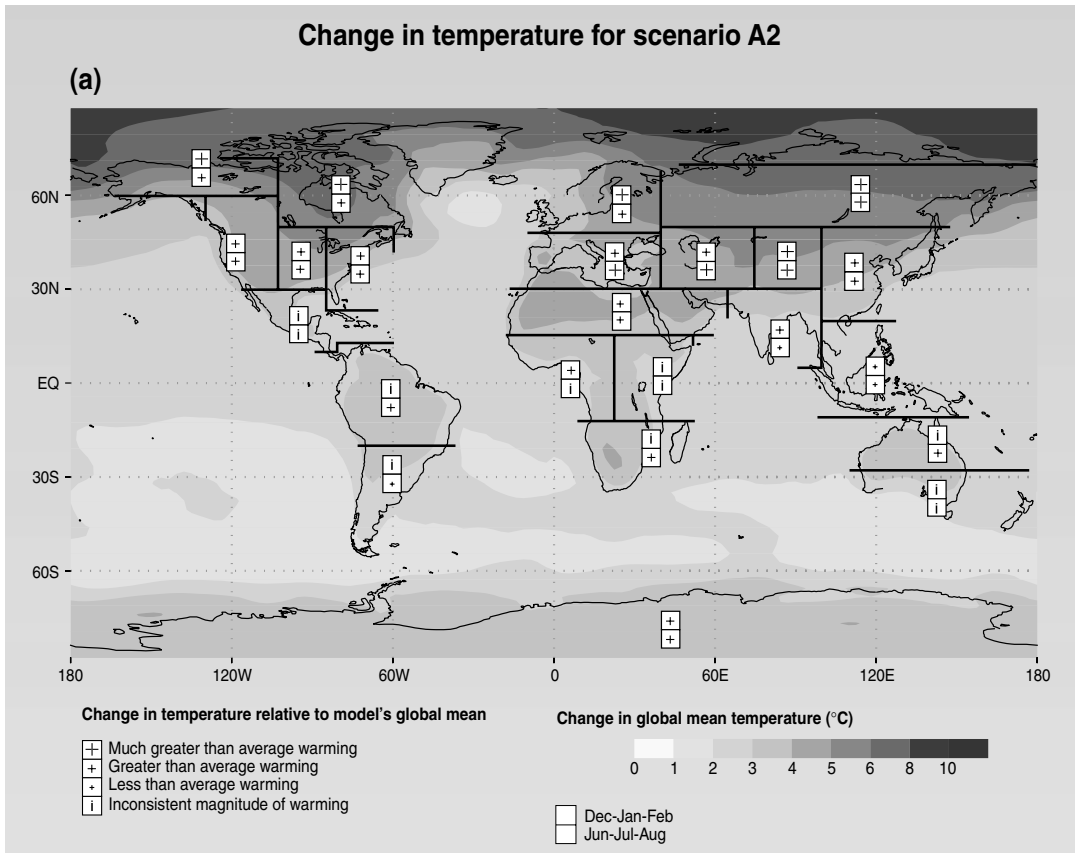 Change in temperature for scenario A2
(a)
60N
30N
EQ
30S
60S
180 120W 60W 0 60E 120E 180
+ + + + + + + + + + + + + + + + + + + + + + + + i i + + i + + i i i + + + i + i + i + i + i i + +
Change in temperature relative to model's global mean
+ Much greater than average warming
+ Greater than average warming
+ Less than average warming
i Inconsistent magnitude of warming
Change in global mean temperature (°C)
0 1 2 3 4 5 6 8 10
Dec-Jan-Feb
Jun-Jul-Aug